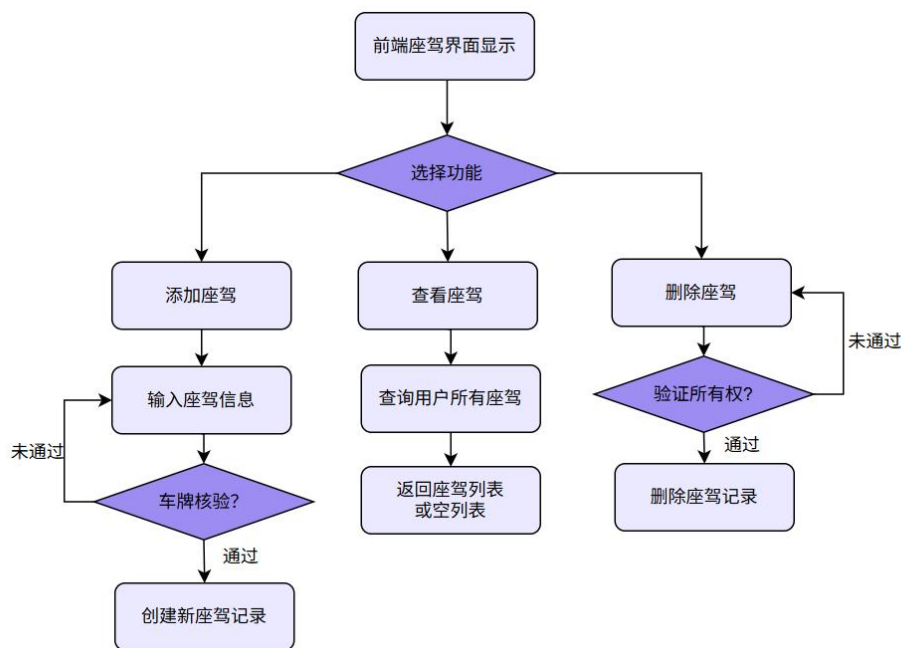 前端座驾界面显示
选择功能
添加座驾
查看座驾
删除座驾
未通过
输入座驾信息
查询用户所有座驾
验证所有权?
未通过
通过
车牌核验?
返回座驾列表
或空列表
删除座驾记录
通过
创建新座驾记录